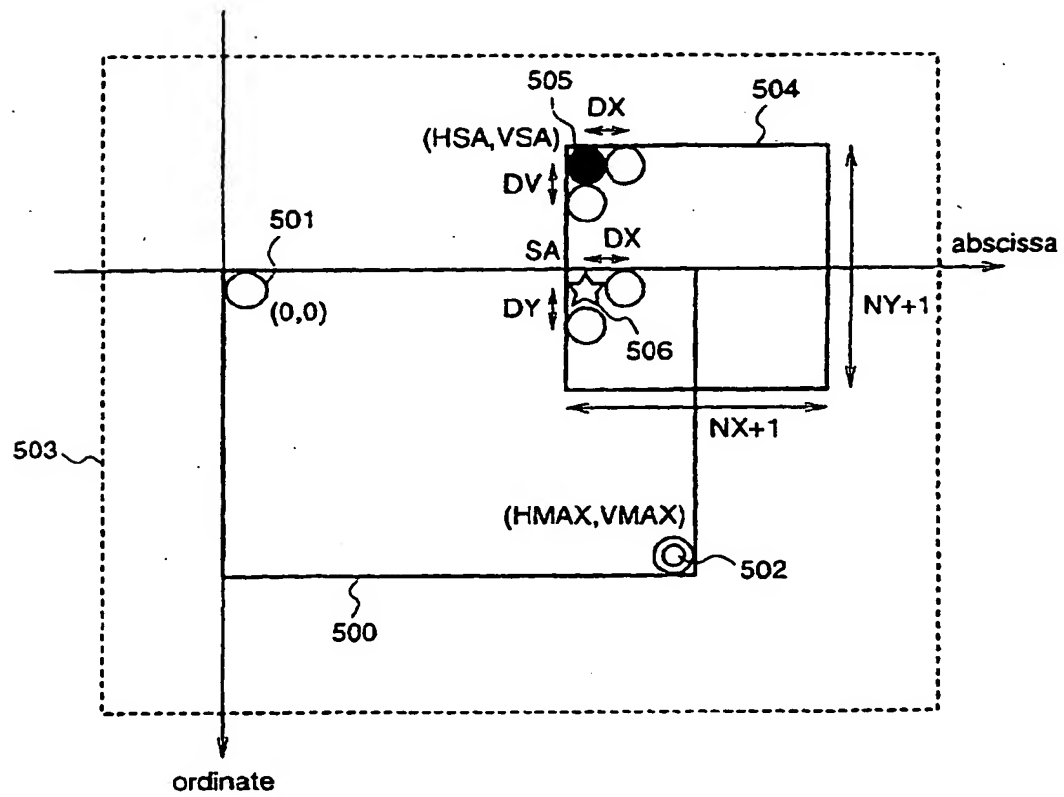 505
504
DX
(HSA,VSA)
DV
501
SA
DX
abscissa
(0,0)
DY
NY+1
506
NX+1
503
(HMAX,VMAX)
502
500
ordinate